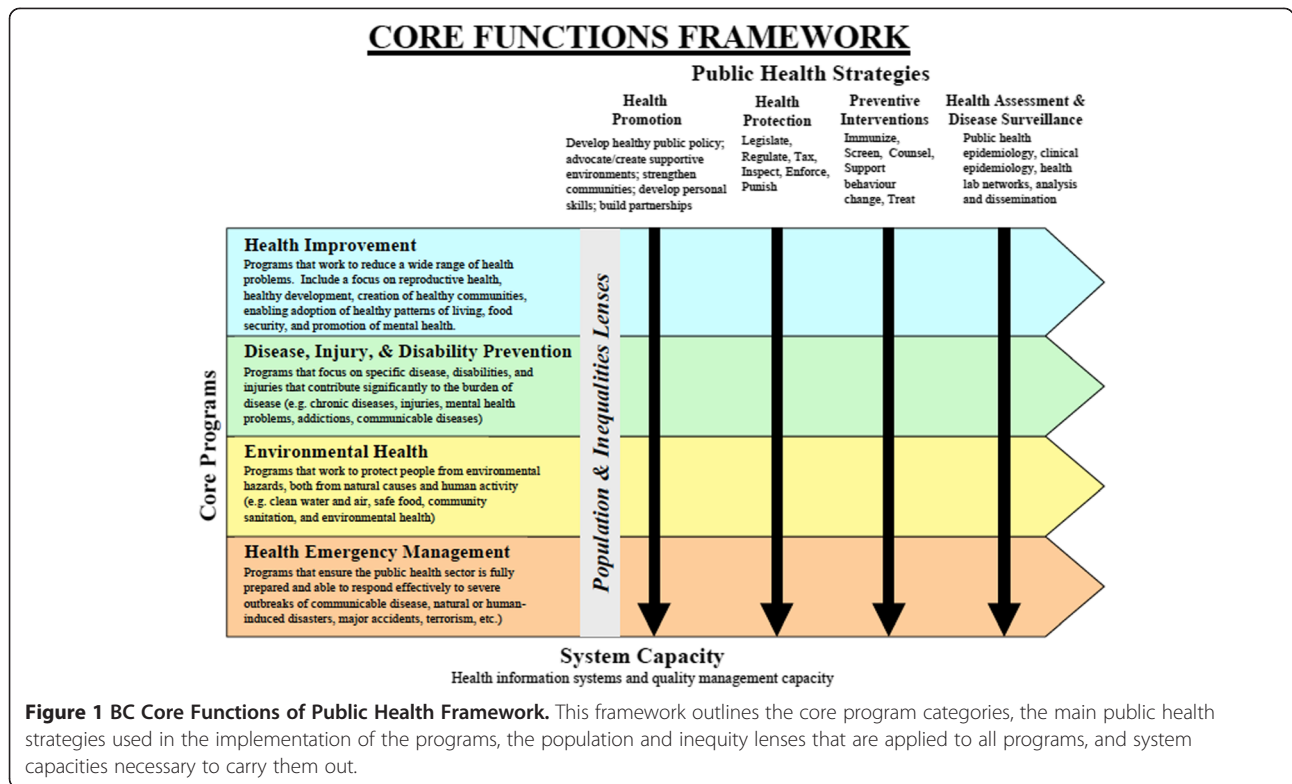 CORE FUNCTIONS FRAMEWORK
Public Health Strategies
Health
Promotion
Develop healthy public policy;
advocate/create supportive
environments; strengthen
communities; develop personal
skills; build partnerships
Health
Protection
Legislate,
Regulate, Tax,
Inspect, Enforce,
Punish
Preventive
Interventions
Immunize,
Screen, Counsel,
Support
behaviour
change, Treat
Health Assessment &
Disease Surveillance
Public health
epidemiology, clinical
epidemiology, health
lab networks, analysis
and dissemination
Core Programs
Health Improvement
Programs that work to reduce a wide range of health
problems. Include a focus on reproductive health,
healthy development, creation of healthy communities,
enabling adoption of healthy patterns of living, food
security, and promotion of mental health.
Disease, Injury, & Disability Prevention
Programs that focus on specific disease, disabilities, and
injuries that contribute significantly to the burden of
disease (e.g. chronic diseases, injuries, mental health
problems, addictions, communicable diseases)
Environmental Health
Programs that work to protect people from environmental
hazards, both from natural causes and human activity
(e.g. clean water and air, safe food, community
sanitation, and environmental health)
Health Emergency Management
Programs that ensure the public health sector is fully
prepared and able to respond effectively to severe
outbreaks of communicable disease, natural or human-
induced disasters, major accidents, terrorism, etc.)
Population & Inequalities Lenses
System Capacity
Health information systems and quality management capacity
Figure 1 BC Core Functions of Public Health Framework. This framework outlines the core program categories, the main public health
strategies used in the implementation of the programs, the population and inequity lenses that are applied to all programs, and system
capacities necessary to carry them out.